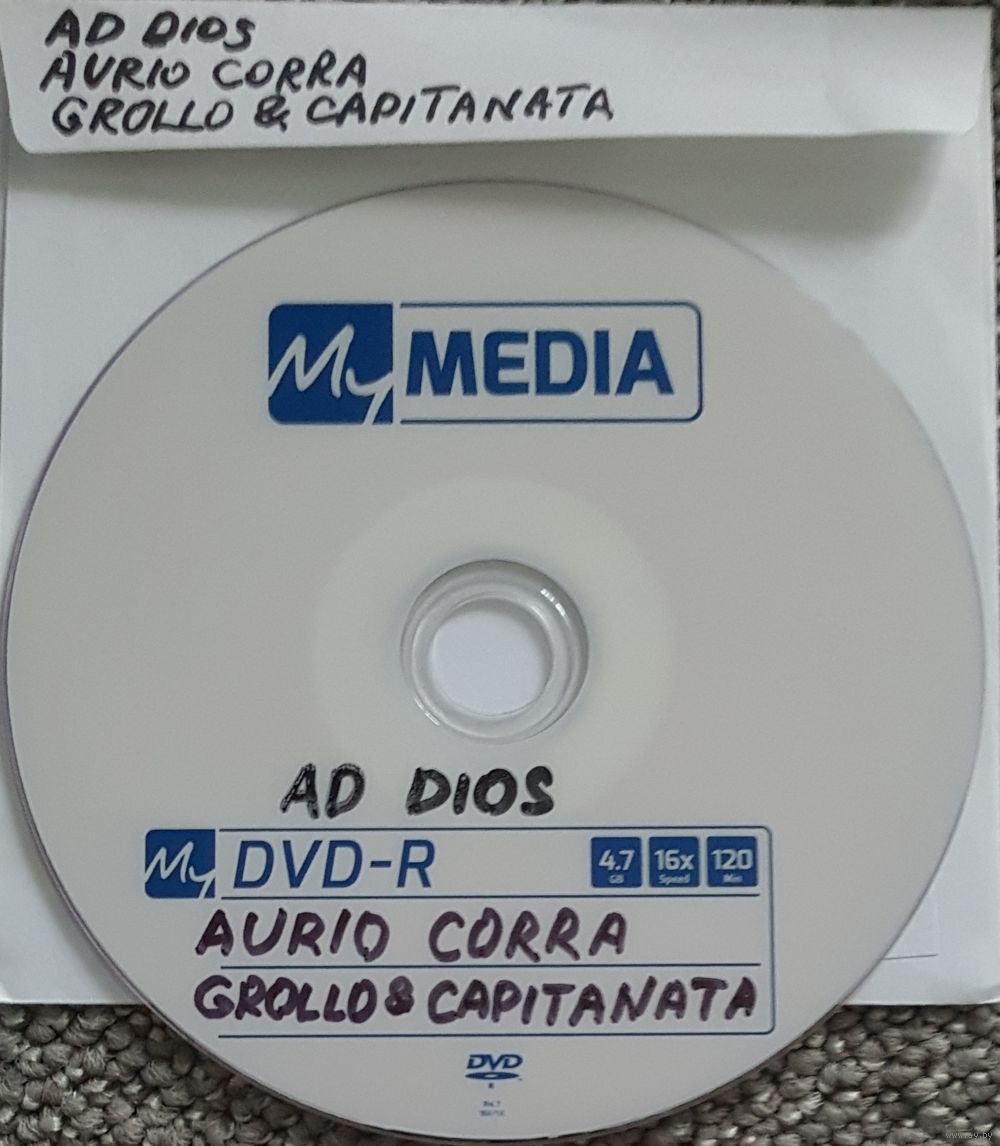 AD DIOS
AURIO CORRA
GROLLO & CAPITANATA
My MEDIA
AD DIOS
My DVD-R 4.7 GB 16x Speed 120 Min
AURIO CORRA
GROLLO & CAPITANATA
DVD
R